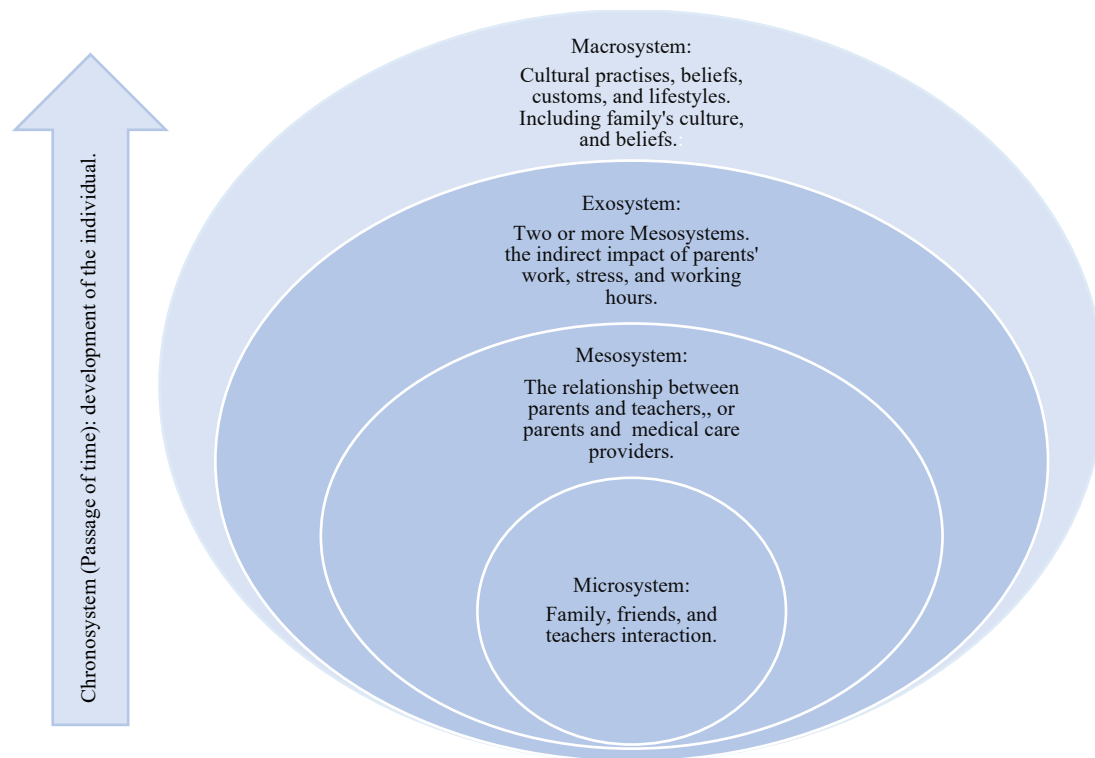 Macrosystem:
Cultural practises, beliefs,
customs, and lifestyles.
Including family's culture,
and beliefs.
Exosystem:
Two or more Mesosystems.
the indirect impact of parents'
work, stress, and working
hours.
Mesosystem:
The relationship between
parents and teachers,, or
parents and  medical care
providers.
Microsystem:
Family, friends, and
teachers interaction.
Chronosystem (Passage of time): development of the individual.